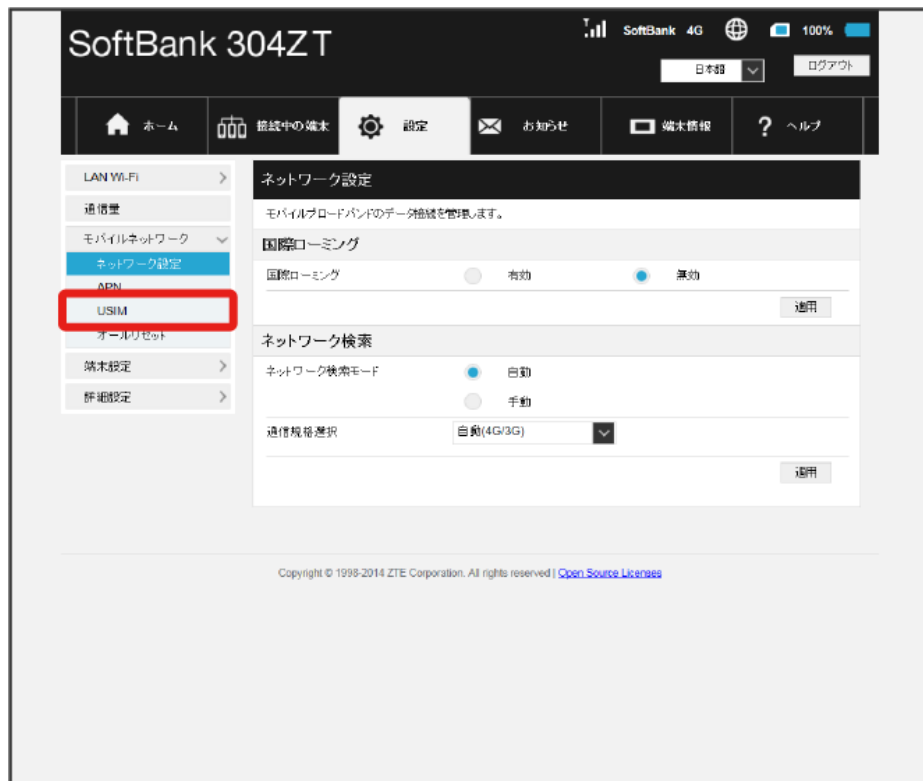 SoftBank 304ZT
SoftBank 4G 100%
日本語 ログアウト
ホーム 接続中の端末 設定 お知らせ 端末情報 ? ヘルプ
LAN Wi-Fi
通信量
モバイルネットワーク
ネットワーク設定
APN
USIM
オールリセット
端末設定
詳細設定
ネットワーク設定
モバイルブロードバンドのデータ接続を管理します。
国際ローミング
国際ローミング 有効 無効
適用
ネットワーク検索
ネットワーク検索モード 自動
手動
通信規格選択 自動(4G/3G)
適用
Copyright © 1998-2014 ZTE Corporation. All rights reserved | Open Source Licenses